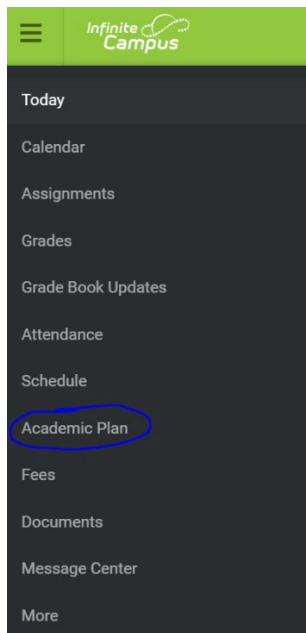 Infinite
Campus
Today
Calendar
Assignments
Grades
Grade Book Updates
Attendance
Schedule
Academic Plan
Fees
Documents
Message Center
More